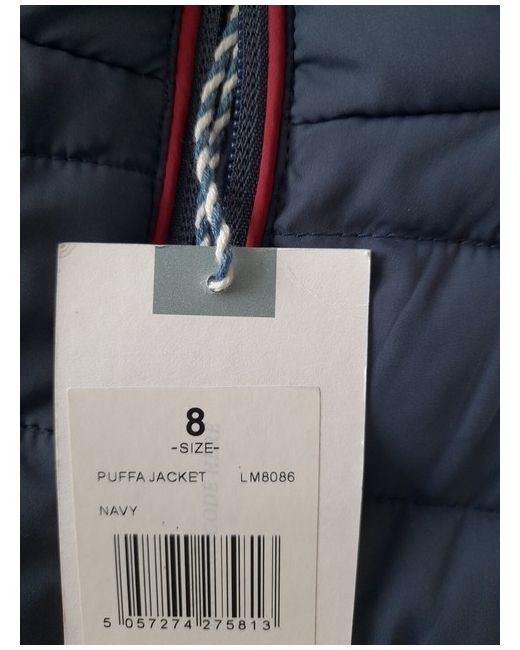 8
-SIZE-
PUFFA JACKET LM8086
NAVY
5 057274 275813